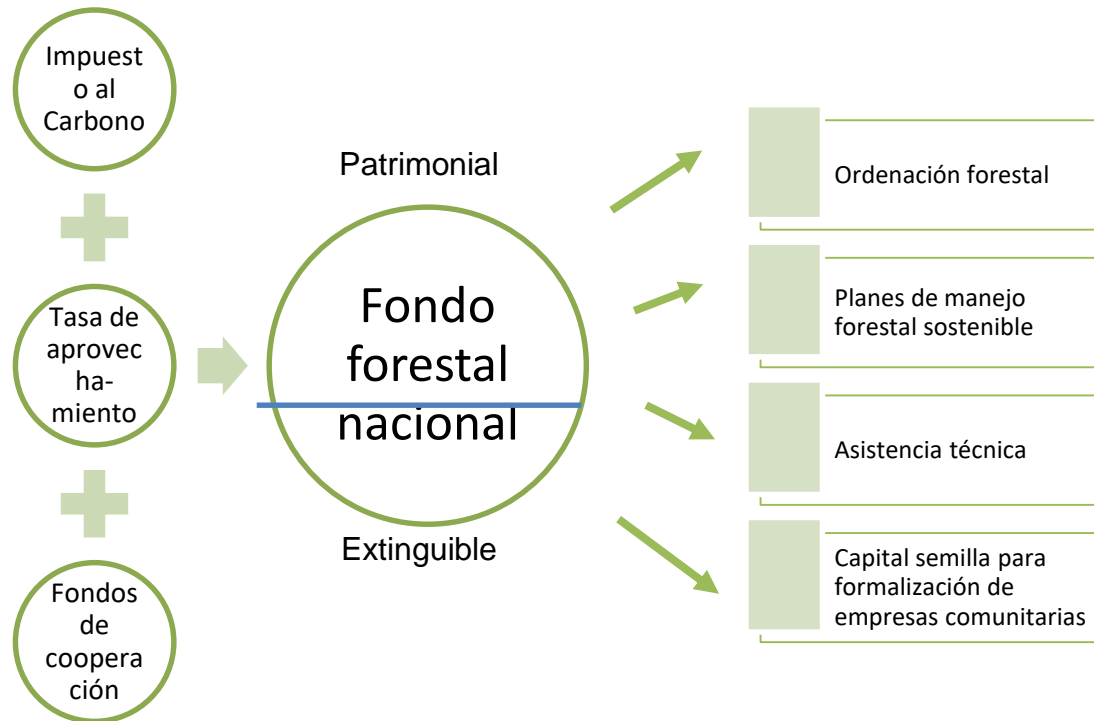 Impuest
o al
Carbono
Tasa de
aprovec
ha-
miento
Fondos
de
coopera
ción
Patrimonial
Fondo
forestal
nacional
Extinguible
Ordenación forestal
Planes de manejo
forestal sostenible
Asistencia técnica
Capital semilla para
formalización de
empresas comunitarias